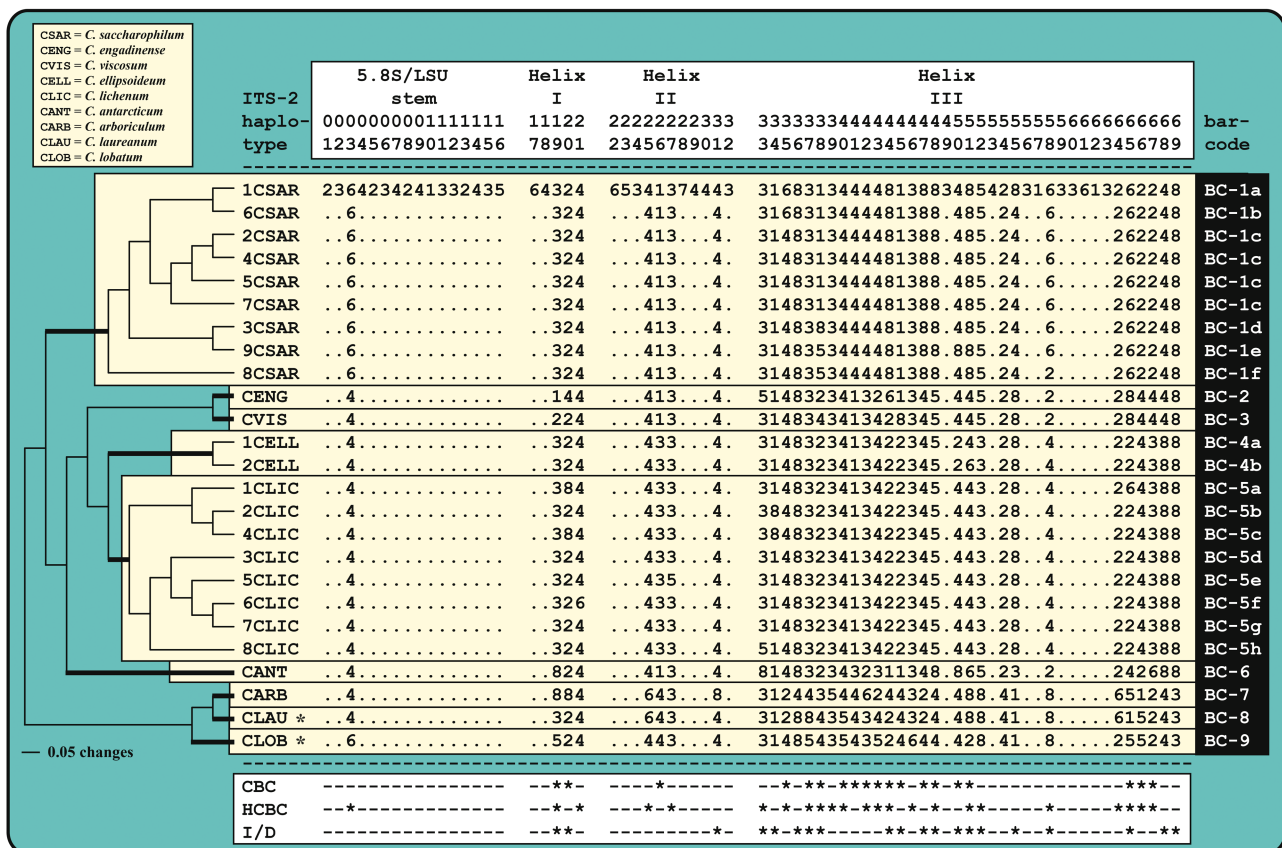 CSAR = C. saccharophilum
CENG = C. engadinense
CVIS = C. viscosum
CELL = C. ellipsoideum
CLIC = C. lichenum
CANT = C. antarcticum
CARB = C. arboriculum
CLAU = C. laureanum
CLOB = C. lobatum
5.8S/LSU Helix Helix Helix
ITS-2 stem I II III
haplo- 0000000001111111 11122 22222222333 3333333444444444455555555556666666666 bar-
type 1234567890123456 78901 23456789012 3456789012345678901234567890123456789 code
1CSAR 2364234241332435 64324 65341374443 3168313444481388348542831633613262248 BC-1a
6CSAR ..6............. ..324 ...413...4. 3168313444481388.485.24..6.....262248 BC-1b
2CSAR ..6............. ..324 ...413...4. 3148313444481388.485.24..6.....262248 BC-1c
4CSAR ..6............. ..324 ...413...4. 3148313444481388.485.24..6.....262248 BC-1c
5CSAR ..6............. ..324 ...413...4. 3148313444481388.485.24..6.....262248 BC-1c
7CSAR ..6............. ..324 ...413...4. 3148313444481388.485.24..6.....262248 BC-1c
3CSAR ..6............. ..324 ...413...4. 3148383444481388.485.24..6.....262248 BC-1d
9CSAR ..6............. ..324 ...413...4. 3148353444481388.885.24..6.....262248 BC-1e
8CSAR ..6............. ..324 ...413...4. 3148353444481388.485.24..2.....262248 BC-1f
CENG ..4............. ..144 ...413...4. 5148323413261345.445.28..2.....284448 BC-2
CVIS ..4............. ..224 ...413...4. 3148343413428345.445.28..2.....284448 BC-3
1CELL ..4............. ..324 ...433...4. 3148323413422345.243.28..4.....224388 BC-4a
2CELL ..4............. ..324 ...433...4. 3148323413422345.263.28..4.....224388 BC-4b
1CLIC ..4............. ..384 ...433...4. 3148323413422345.443.28..4.....264388 BC-5a
2CLIC ..4............. ..324 ...433...4. 3848323413422345.443.28..4.....224388 BC-5b
4CLIC ..4............. ..384 ...433...4. 3848323413422345.443.28..4.....224388 BC-5c
3CLIC ..4............. ..324 ...433...4. 3148323413422345.443.28..4.....224388 BC-5d
5CLIC ..4............. ..324 ...435...4. 3148323413422345.443.28..4.....224388 BC-5e
6CLIC ..4............. ..326 ...433...4. 3148323413422345.443.28..4.....224388 BC-5f
7CLIC ..4............. ..324 ...433...4. 3148323413422345.443.28..4.....224388 BC-5g
8CLIC ..4............. ..324 ...433...4. 5148323413422345.443.28..4.....224388 BC-5h
CANT ..4............. ..824 ...413...4. 8148323432311348.865.23..2.....242688 BC-6
CARB ..4............. ..884 ...643...8. 3124435446244324.488.41..8.....651243 BC-7
CLAU * ..4............. ..324 ...643...4. 3128843543424324.488.41..8.....615243 BC-8
CLOB * ..6............. ..524 ...443...4. 3148543543524644.428.41..8.....255243 BC-9
0.05 changes
CBC ---------------- --**- ----*------ --*-**-******--*-**-------------***--
HCBC --*------------- --*-* ---*-*----- *-*-****-***-*-*--**-----*-----****--
I/D ---------------- --**- ---------*- **-***-----**-**-***--*--*------*--**